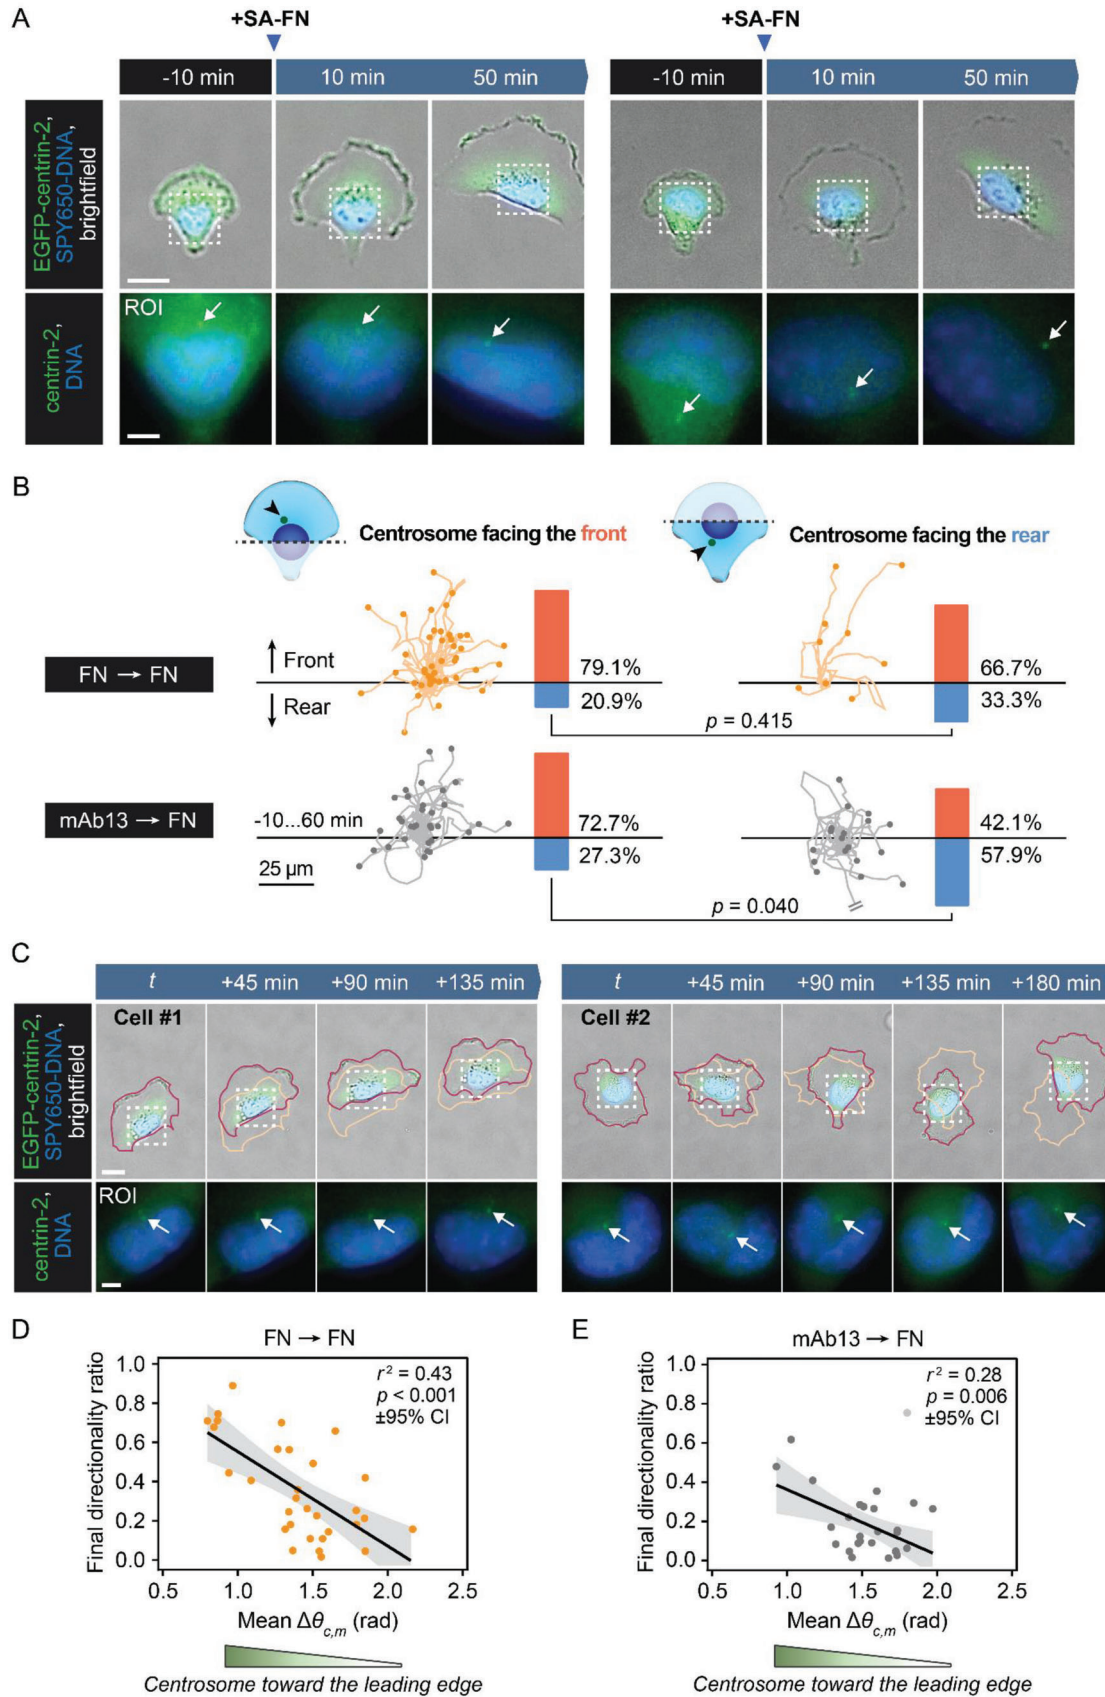 A
+SA-FN
+SA-FN
-10 min
10 min
50 min
-10 min
10 min
50 min
EGFP-centrin-2,
SPY650-DNA,
brightfield
ROI
centrin-2,
DNA
B
Centrosome facing the front
Centrosome facing the rear
FN → FN
Front
Rear
79.1%
20.9%
66.7%
33.3%
p = 0.415
mAb13 → FN
-10...60 min
25 µm
72.7%
27.3%
42.1%
57.9%
p = 0.040
C
t
+45 min
+90 min
+135 min
t
+45 min
+90 min
+135 min
+180 min
EGFP-centrin-2,
SPY650-DNA,
brightfield
Cell #1
Cell #2
centrin-2,
DNA
ROI
D
FN → FN
Final directionality ratio
1.0
0.8
0.6
0.4
0.2
0.0
r² = 0.43
p < 0.001
±95% CI
0.5
1.0
1.5
2.0
2.5
Mean Δθc,m (rad)
Centrosome toward the leading edge
E
mAb13 → FN
Final directionality ratio
1.0
0.8
0.6
0.4
0.2
0.0
r² = 0.28
p = 0.006
±95% CI
0.5
1.0
1.5
2.0
2.5
Mean Δθc,m (rad)
Centrosome toward the leading edge